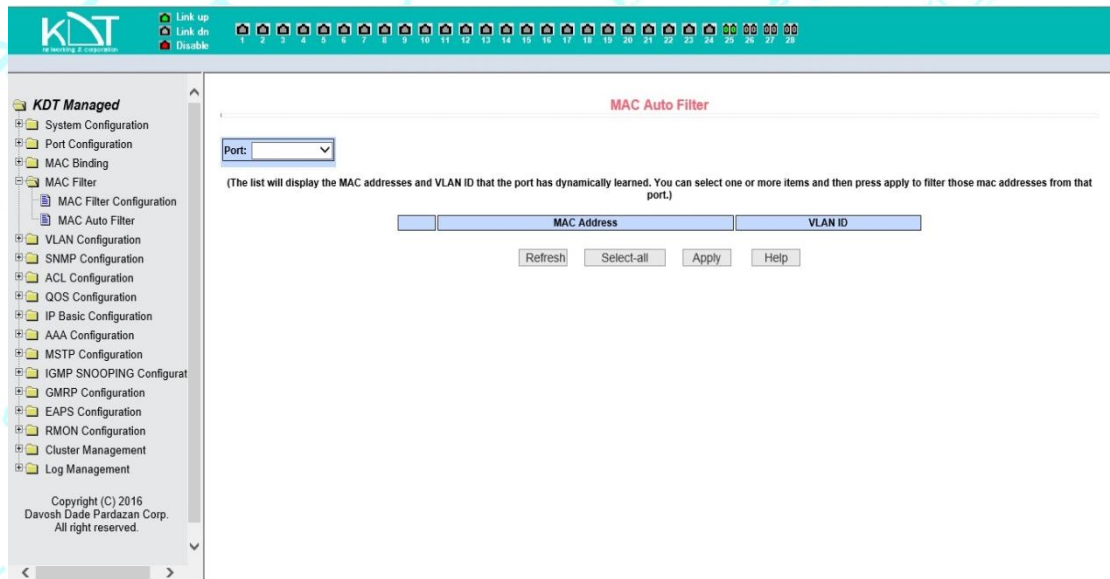 KDT
Link up
Link dn
Disable
1 2 3 4 5 6 7 8 9 10 11 12 13 14 15 16 17 18 19 20 21 22 23 24 25 26 27 28
KDT Managed
System Configuration
Port Configuration
MAC Binding
MAC Filter
MAC Filter Configuration
MAC Auto Filter
VLAN Configuration
SNMP Configuration
ACL Configuration
QOS Configuration
IP Basic Configuration
AAA Configuration
MSTP Configuration
IGMP SNOOPING Configurat
GMRP Configuration
EAPS Configuration
RMON Configuration
Cluster Management
Log Management
Copyright (C) 2016
Davosh Dade Pardazan Corp.
All right reserved.
MAC Auto Filter
Port:
(The list will display the MAC addresses and VLAN ID that the port has dynamically learned. You can select one or more items and then press apply to filter those mac addresses from that
port.)
MAC Address VLAN ID
Refresh Select-all Apply Help